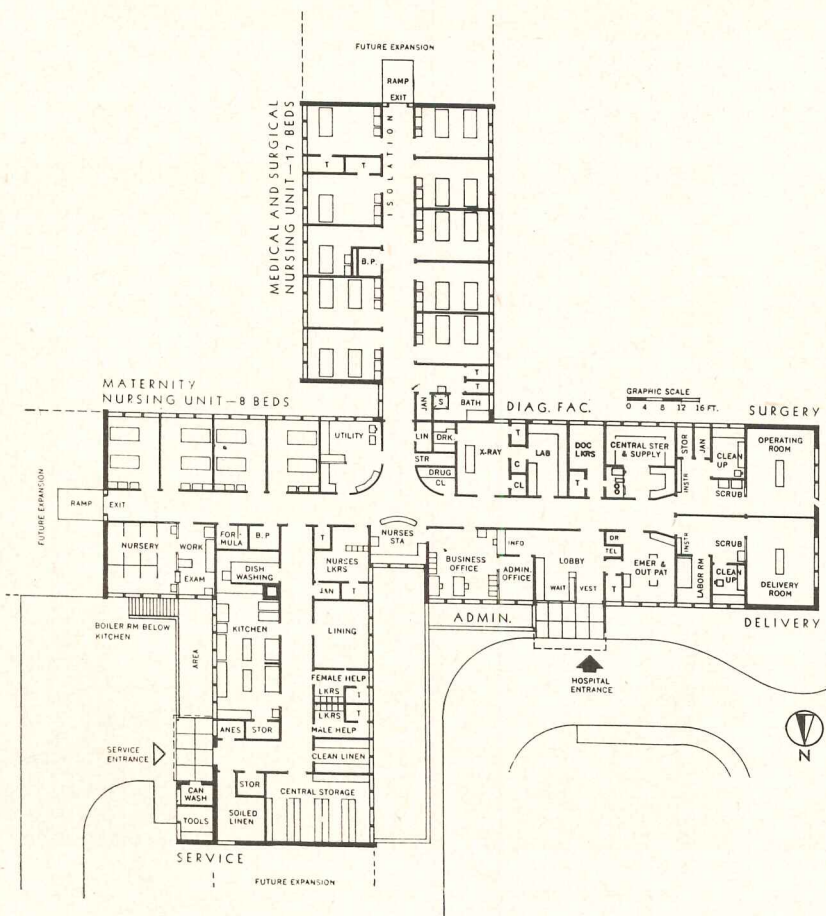 FUTURE EXPANSION
RAMP
EXIT
ISOLATION
MEDICAL AND SURGICAL
NURSING UNIT—17 BEDS
T
T
B.P.
T
T
BATH
S
JAN
MATERNITY
NURSING UNIT—8 BEDS
DIAG. FAC.
GRAPHIC SCALE
0 4 8 12 16 FT.
SURGERY
UTILITY
LIN
DRK
STR
DRUG
CL
X-RAY
T
C
CL
LAB
DOC
LKRS
T
CENTRAL STER
& SUPPLY
STOR
JAN
INSTR
CLEAN
UP
SCRUB
OPERATING
ROOM
FUTURE EXPANSION
RAMP
EXIT
NURSERY
WORK
EXAM
FOR-
MULA
B.P
T
NURSES
LKRS
JAN
T
NURSES
STA
DISH
WASHING
KITCHEN
LINING
BUSINESS
OFFICE
INFO
ADMIN.
OFFICE
LOBBY
WAIT
VEST
DR
TEL
T
EMER &
OUT PAT
INSTR
LABOR RM
SCRUB
CLEAN
UP
DELIVERY
ROOM
ADMIN.
DELIVERY
BOILER RM BELOW
KITCHEN
AREA
HOSPITAL
ENTRANCE
FEMALE HELP
LKRS
T
LKRS
T
MALE HELP
ANES
STOR
CLEAN LINEN
SERVICE
ENTRANCE
CAN
WASH
TOOLS
STOR
SOILED
LINEN
CENTRAL STORAGE
SERVICE
FUTURE EXPANSION
N